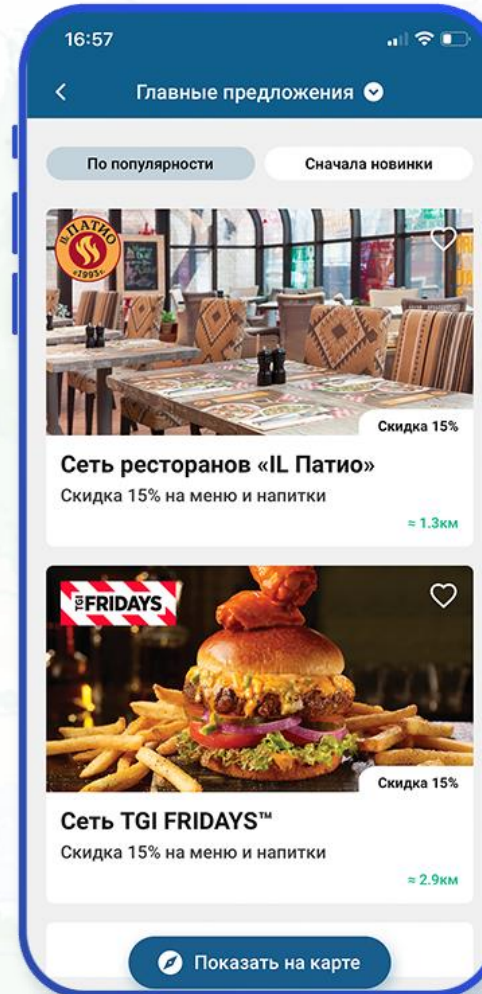 16:57
Главные предложения
По популярности
Сначала новинки
IL ПАТИО
«1993г.
Скидка 15%
Сеть ресторанов «IL Патио»
Скидка 15% на меню и напитки
≈ 1.3км
TGI FRIDAYS
Скидка 15%
Сеть TGI FRIDAYS™
Скидка 15% на меню и напитки
≈ 2.9км
Показать на карте